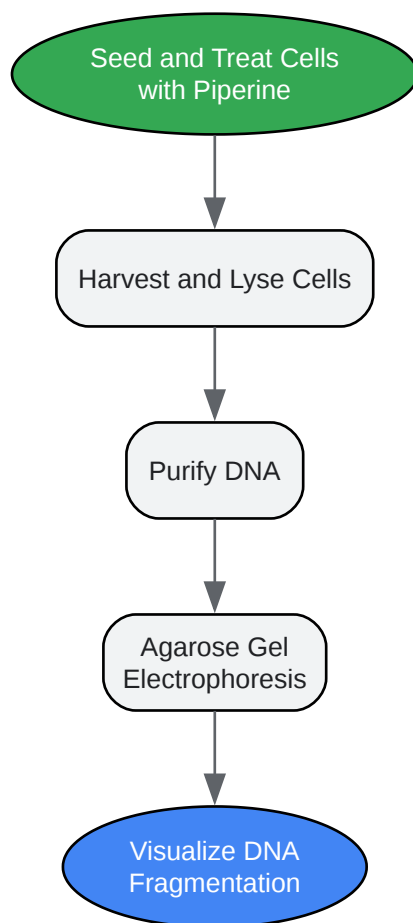 Seed and Treat Cells
with Piperine
Harvest and Lyse Cells
Purify DNA
Agarose Gel
Electrophoresis
Visualize DNA
Fragmentation